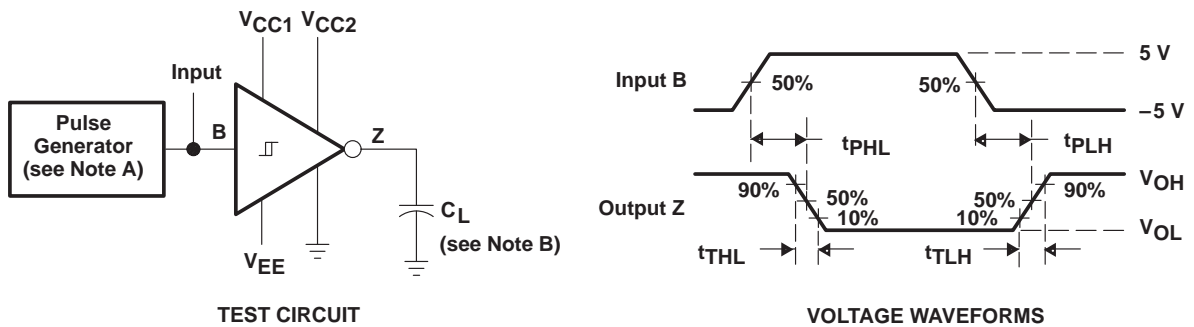 VCC1 VCC2
Input
Pulse
Generator
(see Note A)
B
Z
CL
(see Note B)
VEE
TEST CIRCUIT
Input B
50%
50%
5 V
–5 V
tPHL
tPLH
Output Z
90%
50%
10%
50%
10%
90%
VOH
VOL
tTHL
tTLH
VOLTAGE WAVEFORMS